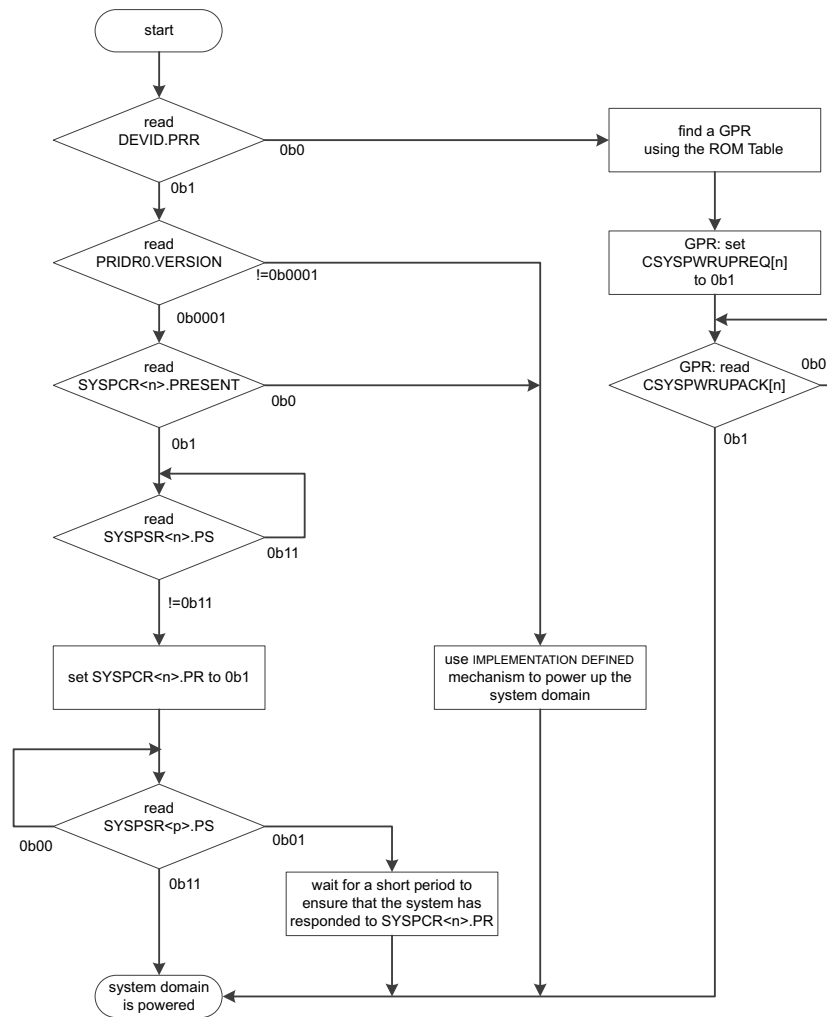 start
read
DEVID.PRR
0b0
0b1
find a GPR
using the ROM Table
read
PRIDR0.VERSION
!=0b0001
0b0001
GPR: set
CSYSPWRUPREQ[n]
to 0b1
read
SYSPCR<n>.PRESENT
0b0
0b1
GPR: read
CSYSPWRUPACK[n]
0b0
0b1
read
SYSPSR<n>.PS
0b11
!=0b11
set SYSPCR<n>.PR to 0b1
use IMPLEMENTATION DEFINED
mechanism to power up the
system domain
read
SYSPSR<p>.PS
0b00
0b01
0b11
wait for a short period to
ensure that the system has
responded to SYSPCR<n>.PR
system domain
is powered